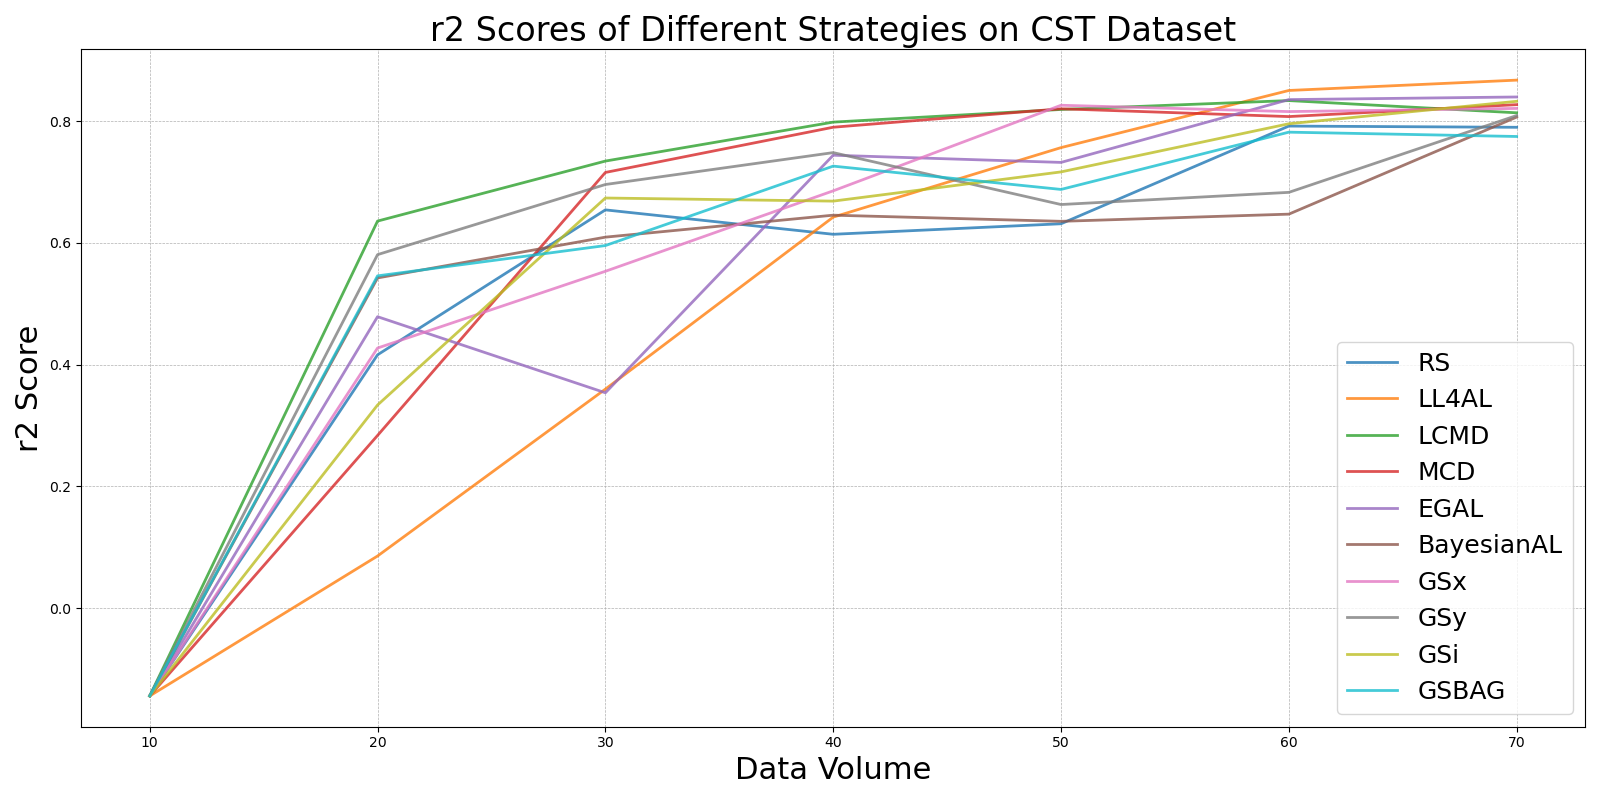 r2 Scores of Different Strategies on CST Dataset
r2 Score
0.8
0.6
0.4
0.2
0.0
10 20 30 40 50 60 70
Data Volume
RS
LL4AL
LCMD
MCD
EGAL
BayesianAL
GSx
GSy
GSi
GSBAG